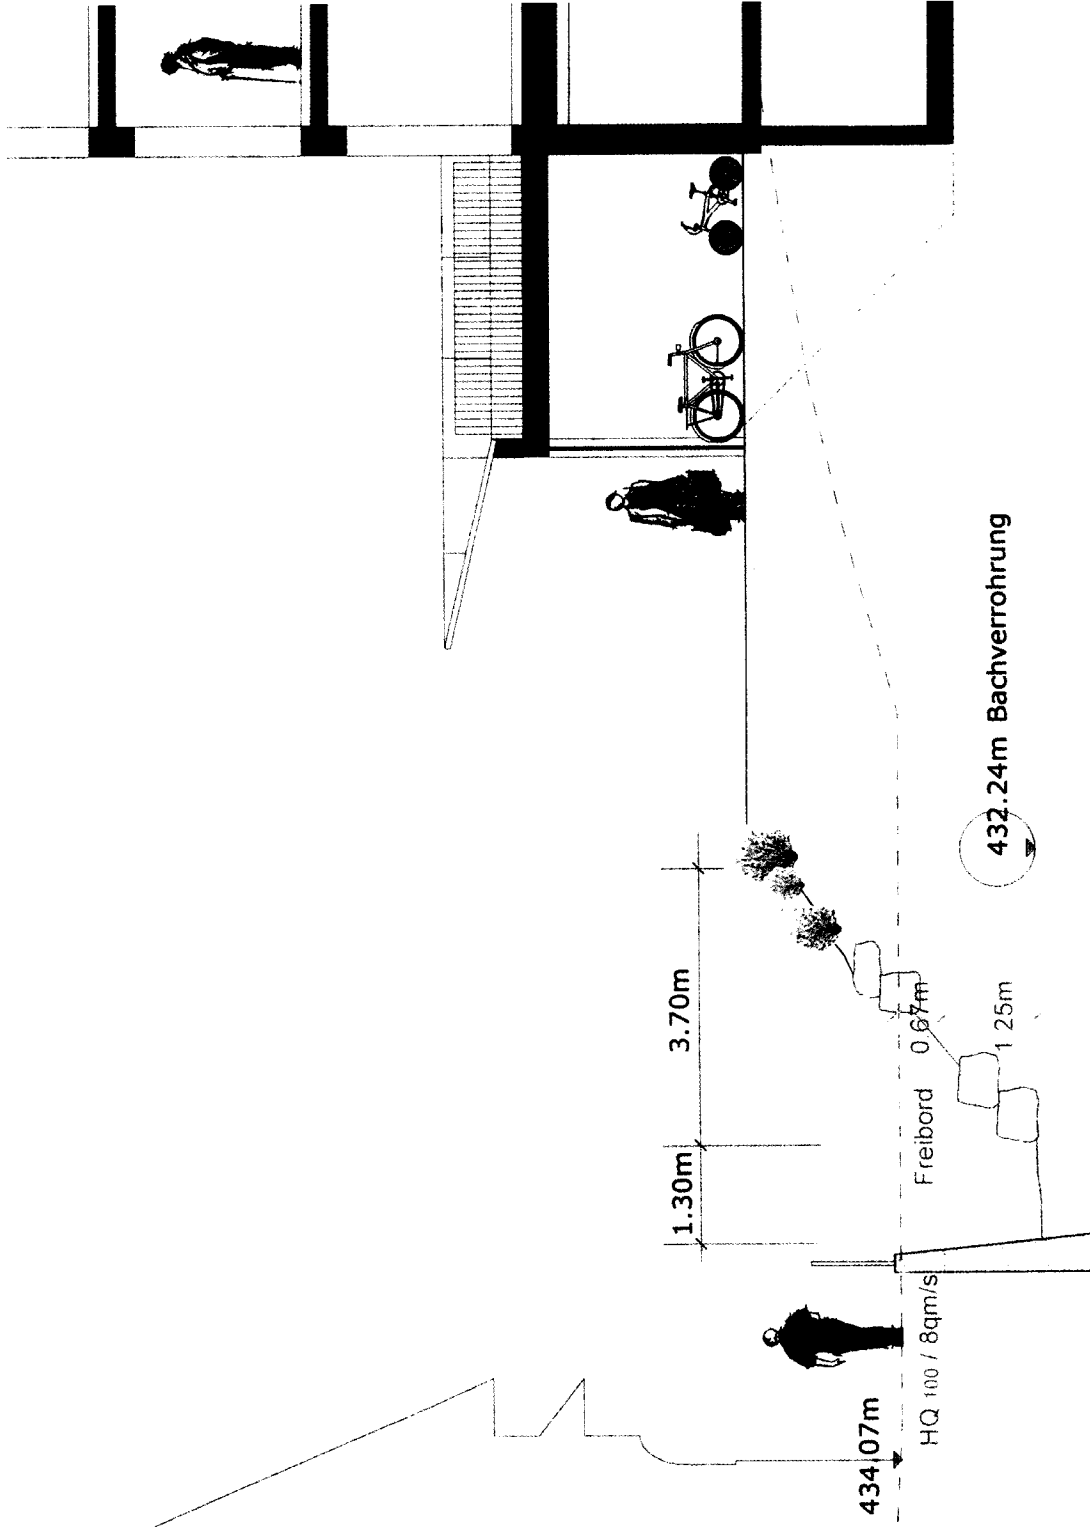 434.07m
HQ 100 / 8qm/s
1.30m
3.70m
Freibord 0.67m
1.25m
432.24m Bachverrohrung